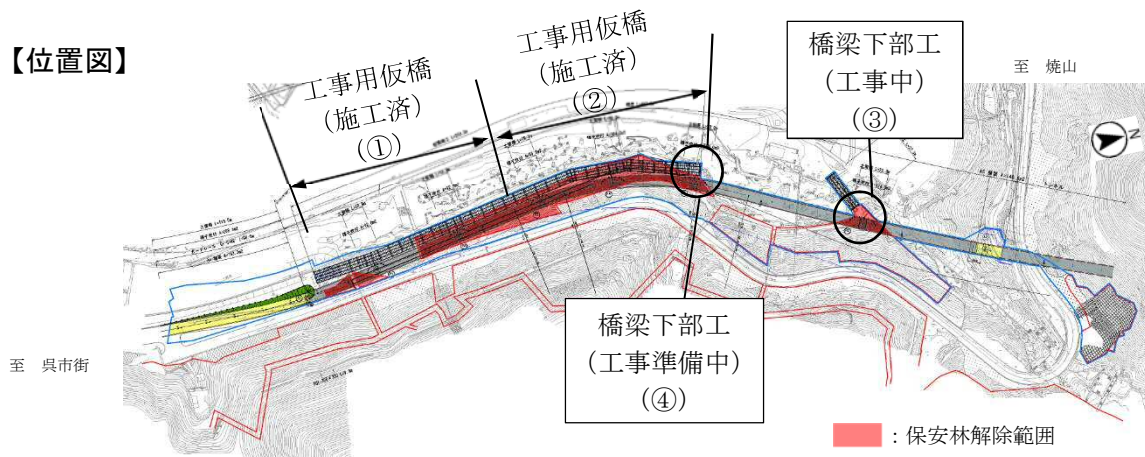 【位置図】
工事用仮橋
（施工済）
（①）
工事用仮橋
（施工済）
（②）
橋梁下部工
（工事中）
（③）
至　焼山
N
橋梁下部工
（工事準備中）
（④）
至　呉市街
：保安林解除範囲